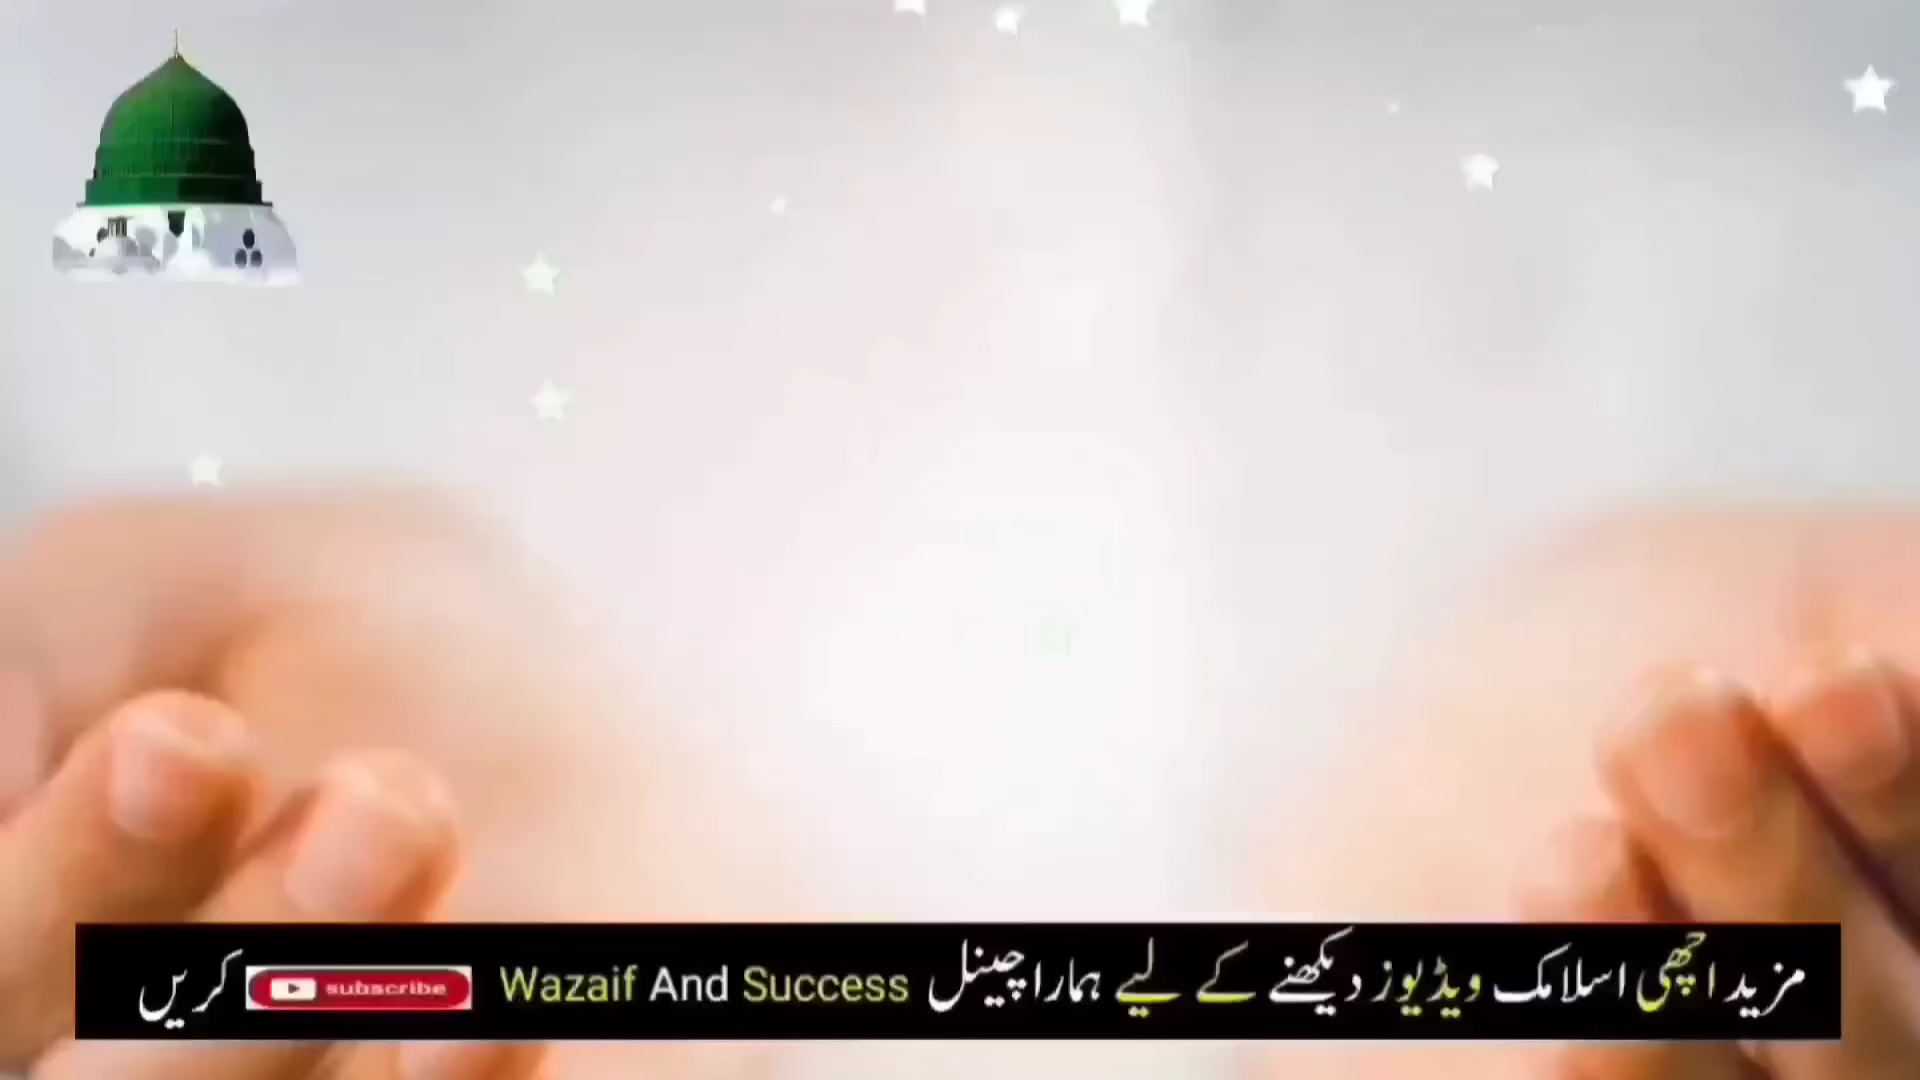 مزید اچھی اسلامک ویڈیوز دیکھنے کے لیے ہمارا چینل Wazaif And Success subscribe کریں